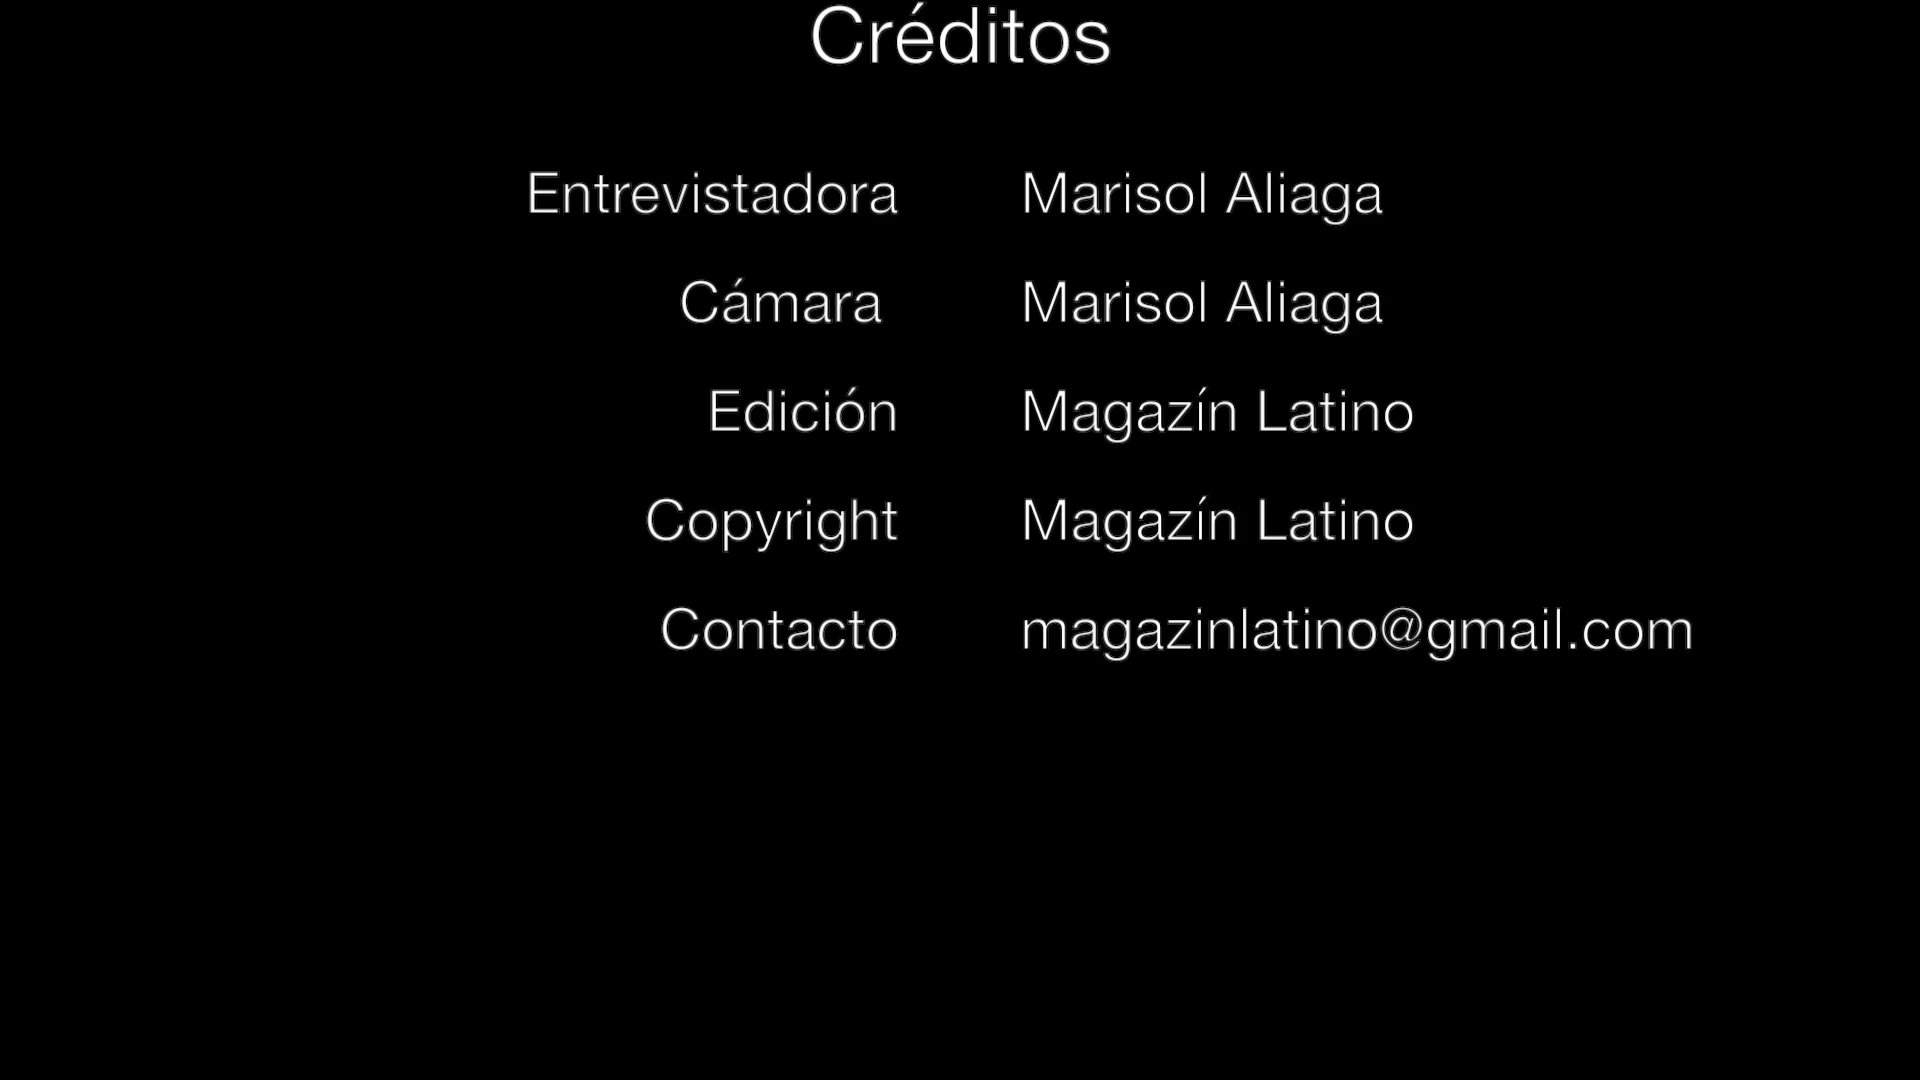 Créditos
Entrevistadora Marisol Aliaga
Cámara Marisol Aliaga
Edición Magazín Latino
Copyright Magazín Latino
Contacto magazinlatino@gmail.com